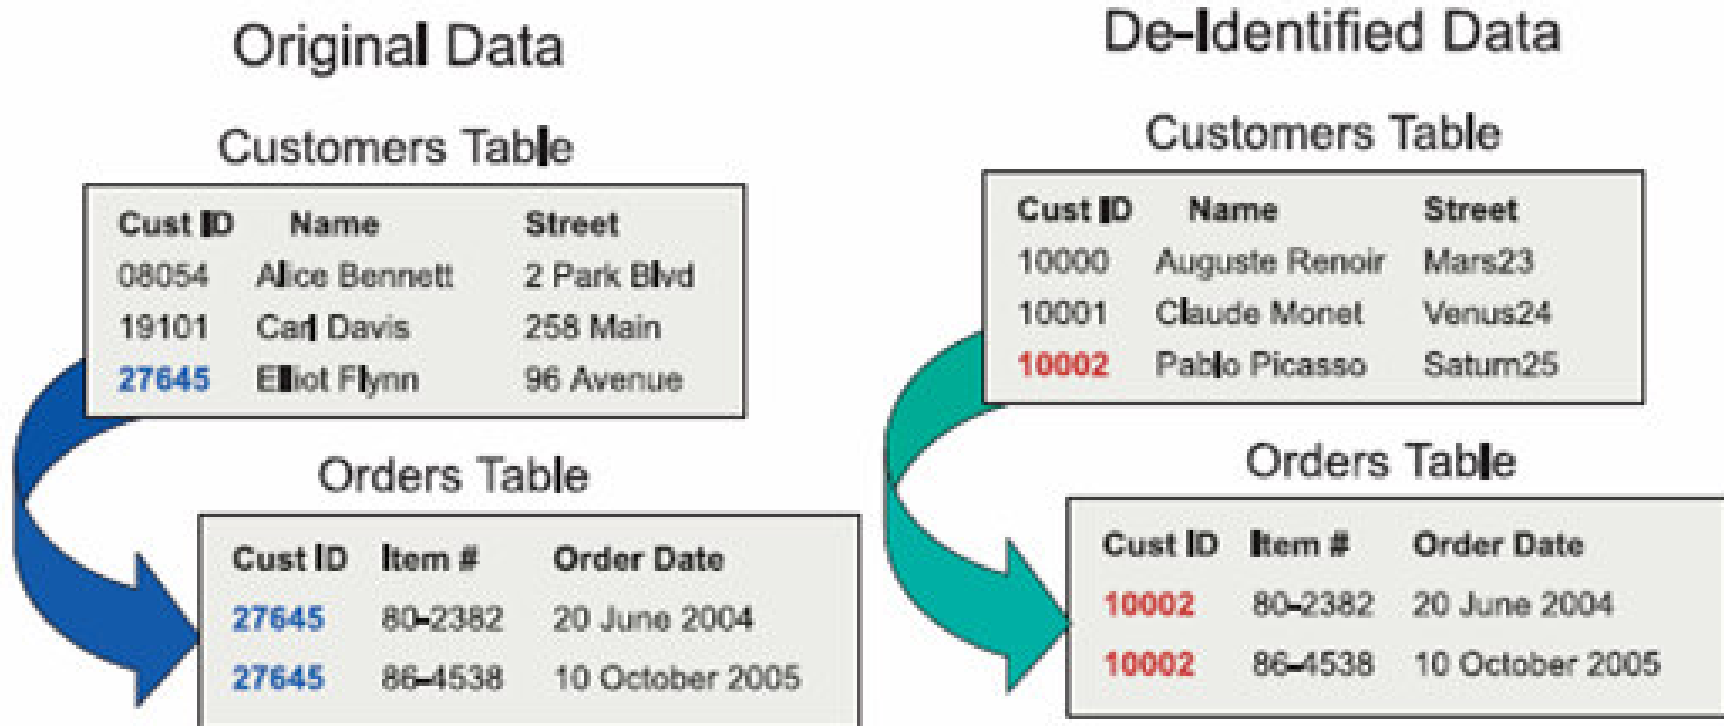 Original Data
Customers Table
Cust ID Name Street
08054 Alice Bennett 2 Park Blvd
19101 Carl Davis 258 Main
27645 Elliot Flynn 96 Avenue
Orders Table
Cust ID Item # Order Date
27645 80-2382 20 June 2004
27645 86-4538 10 October 2005
De-Identified Data
Customers Table
Cust ID Name Street
10000 Auguste Renoir Mars23
10001 Claude Monet Venus24
10002 Pablo Picasso Saturn25
Orders Table
Cust ID Item # Order Date
10002 80-2382 20 June 2004
10002 86-4538 10 October 2005